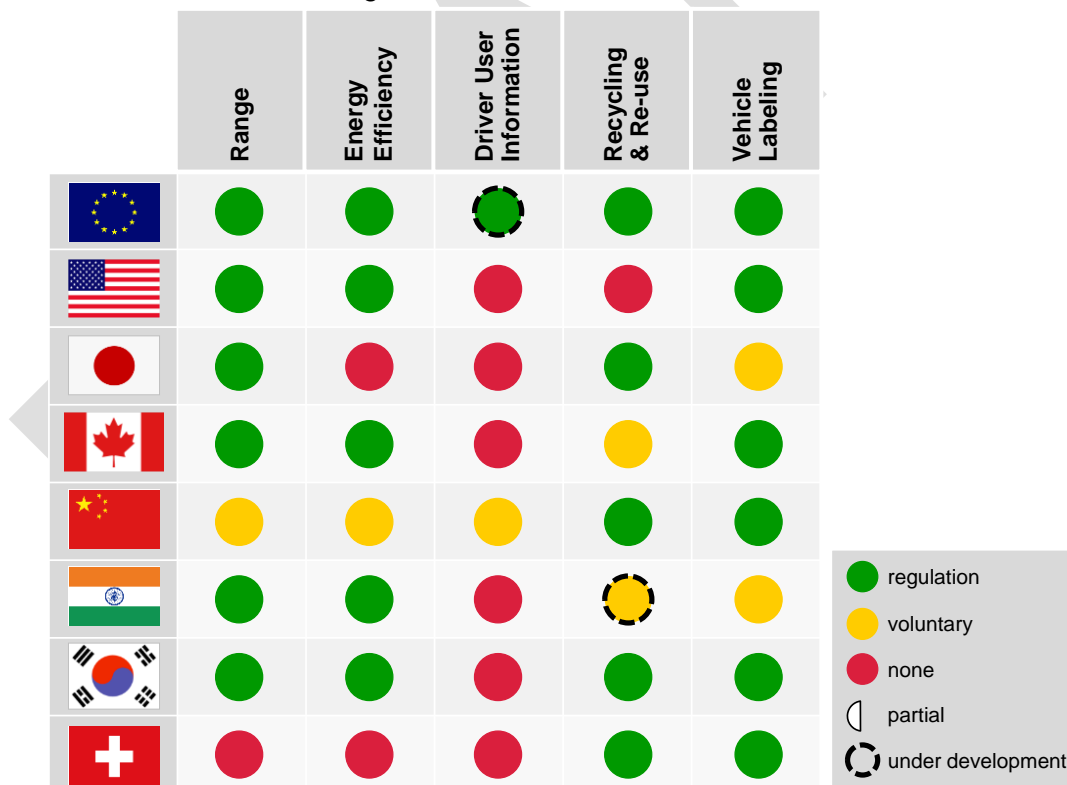 Range
Energy
Efficiency
Driver User
Information
Recycling
& Re-use
Vehicle
Labeling
regulation
voluntary
none
partial
under development